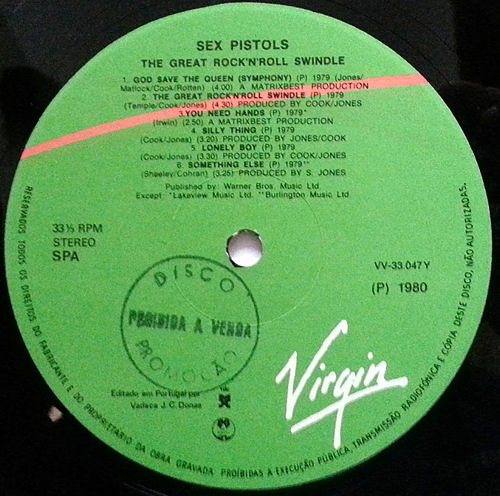 SEX PISTOLS
THE GREAT ROCK'N'ROLL SWINDLE
1. GOD SAVE THE QUEEN (SYMPHONY) (P) 1979 (Jones/
Matlock/Cook/Rotten) (4.00) A MATRIXBEST PRODUCTION
2. THE GREAT ROCK'N'ROLL SWINDLE (P) 1979
(Temple/Cook/Jones) (4.30) PRODUCED BY COOK/JONES
3.YOU NEED HANDS (P) 1979*
(Irwin) (2.50) A MATRIXBEST PRODUCTION
4. SILLY THING (P) 1979
(Cook/Jones) (3.20) PRODUCED BY JONES/COOK
5. LONELY BOY (P) 1979
(Cook/Jones) (3.30) PRODUCED BY COOK/JONES
6. SOMETHING ELSE (P) 1979**
(Sheeley/Cohran) (3.25) PRODUCED BY S. JONES
Published by: Warner Bros. Music Ltd.
Except: *Lakeview Music Ltd. **Burlington Music Ltd.
33⅓ RPM
STEREO
SPA
VV-33.047Y
(P) 1980
DISCO
PROIBIDA A VENDA
PROMOÇÃO
Editado em Portugal por
Vadeca J. C. Donas
Virgin
RESERVADOS TODOS OS DIREITOS DO FABRICANTE E DO PROPRIETÁRIO DA OBRA GRAVADA. PROIBIDAS A EXECUÇÃO PÚBLICA, TRANSMISSÃO RADIOFÓNICA E CÓPIA DESTE DISCO, NÃO AUTORIZADAS.